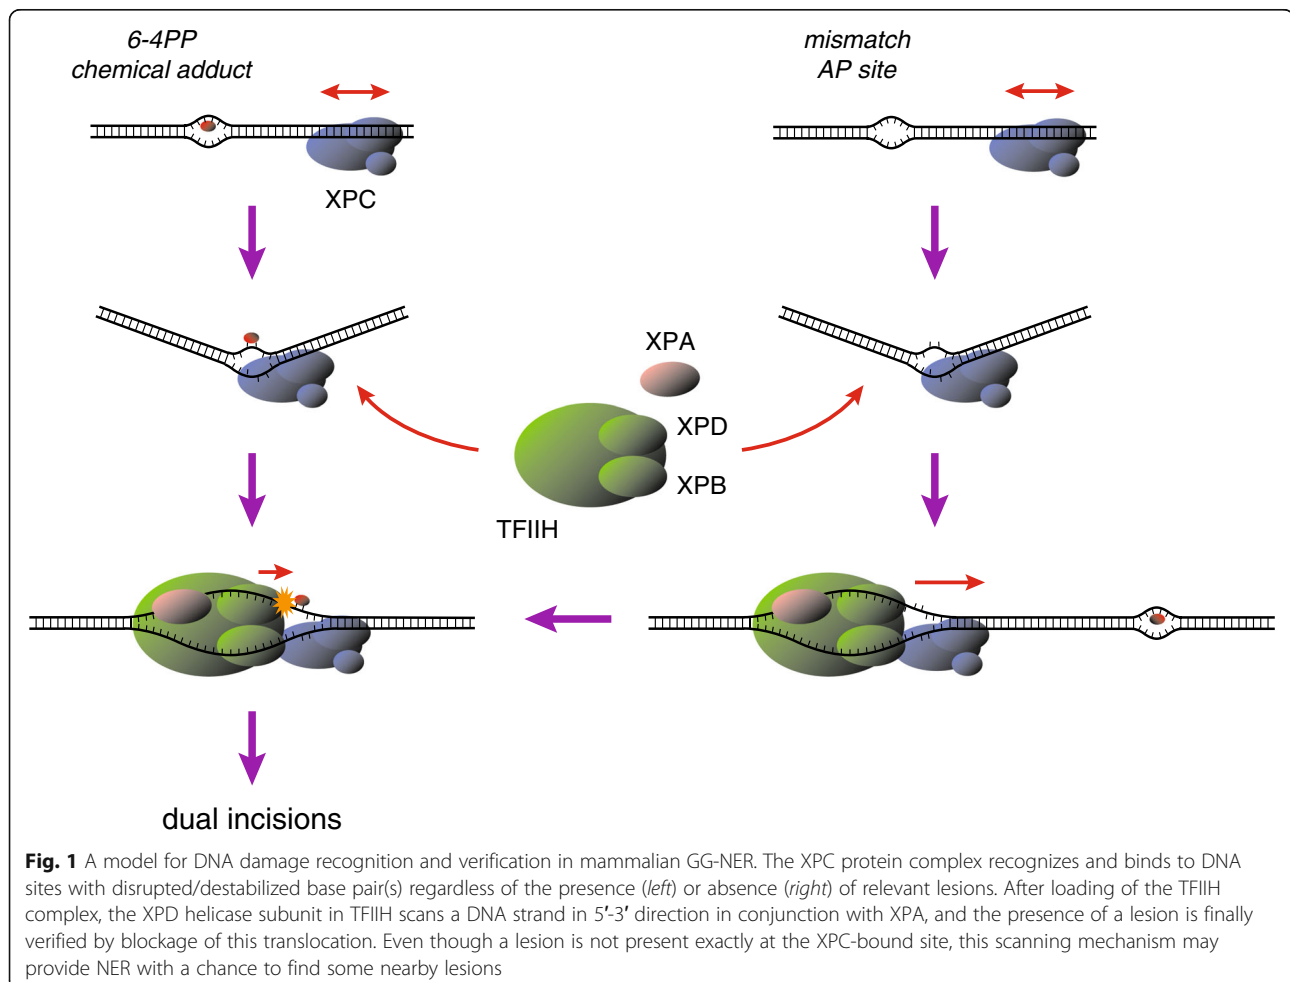 6-4PP
chemical adduct
mismatch
AP site
XPC
XPA
XPD
XPB
TFIIH
dual incisions
Fig. 1 A model for DNA damage recognition and verification in mammalian GG-NER. The XPC protein complex recognizes and binds to DNA
sites with disrupted/destabilized base pair(s) regardless of the presence (left) or absence (right) of relevant lesions. After loading of the TFIIH
complex, the XPD helicase subunit in TFIIH scans a DNA strand in 5′-3′ direction in conjunction with XPA, and the presence of a lesion is finally
verified by blockage of this translocation. Even though a lesion is not present exactly at the XPC-bound site, this scanning mechanism may
provide NER with a chance to find some nearby lesions